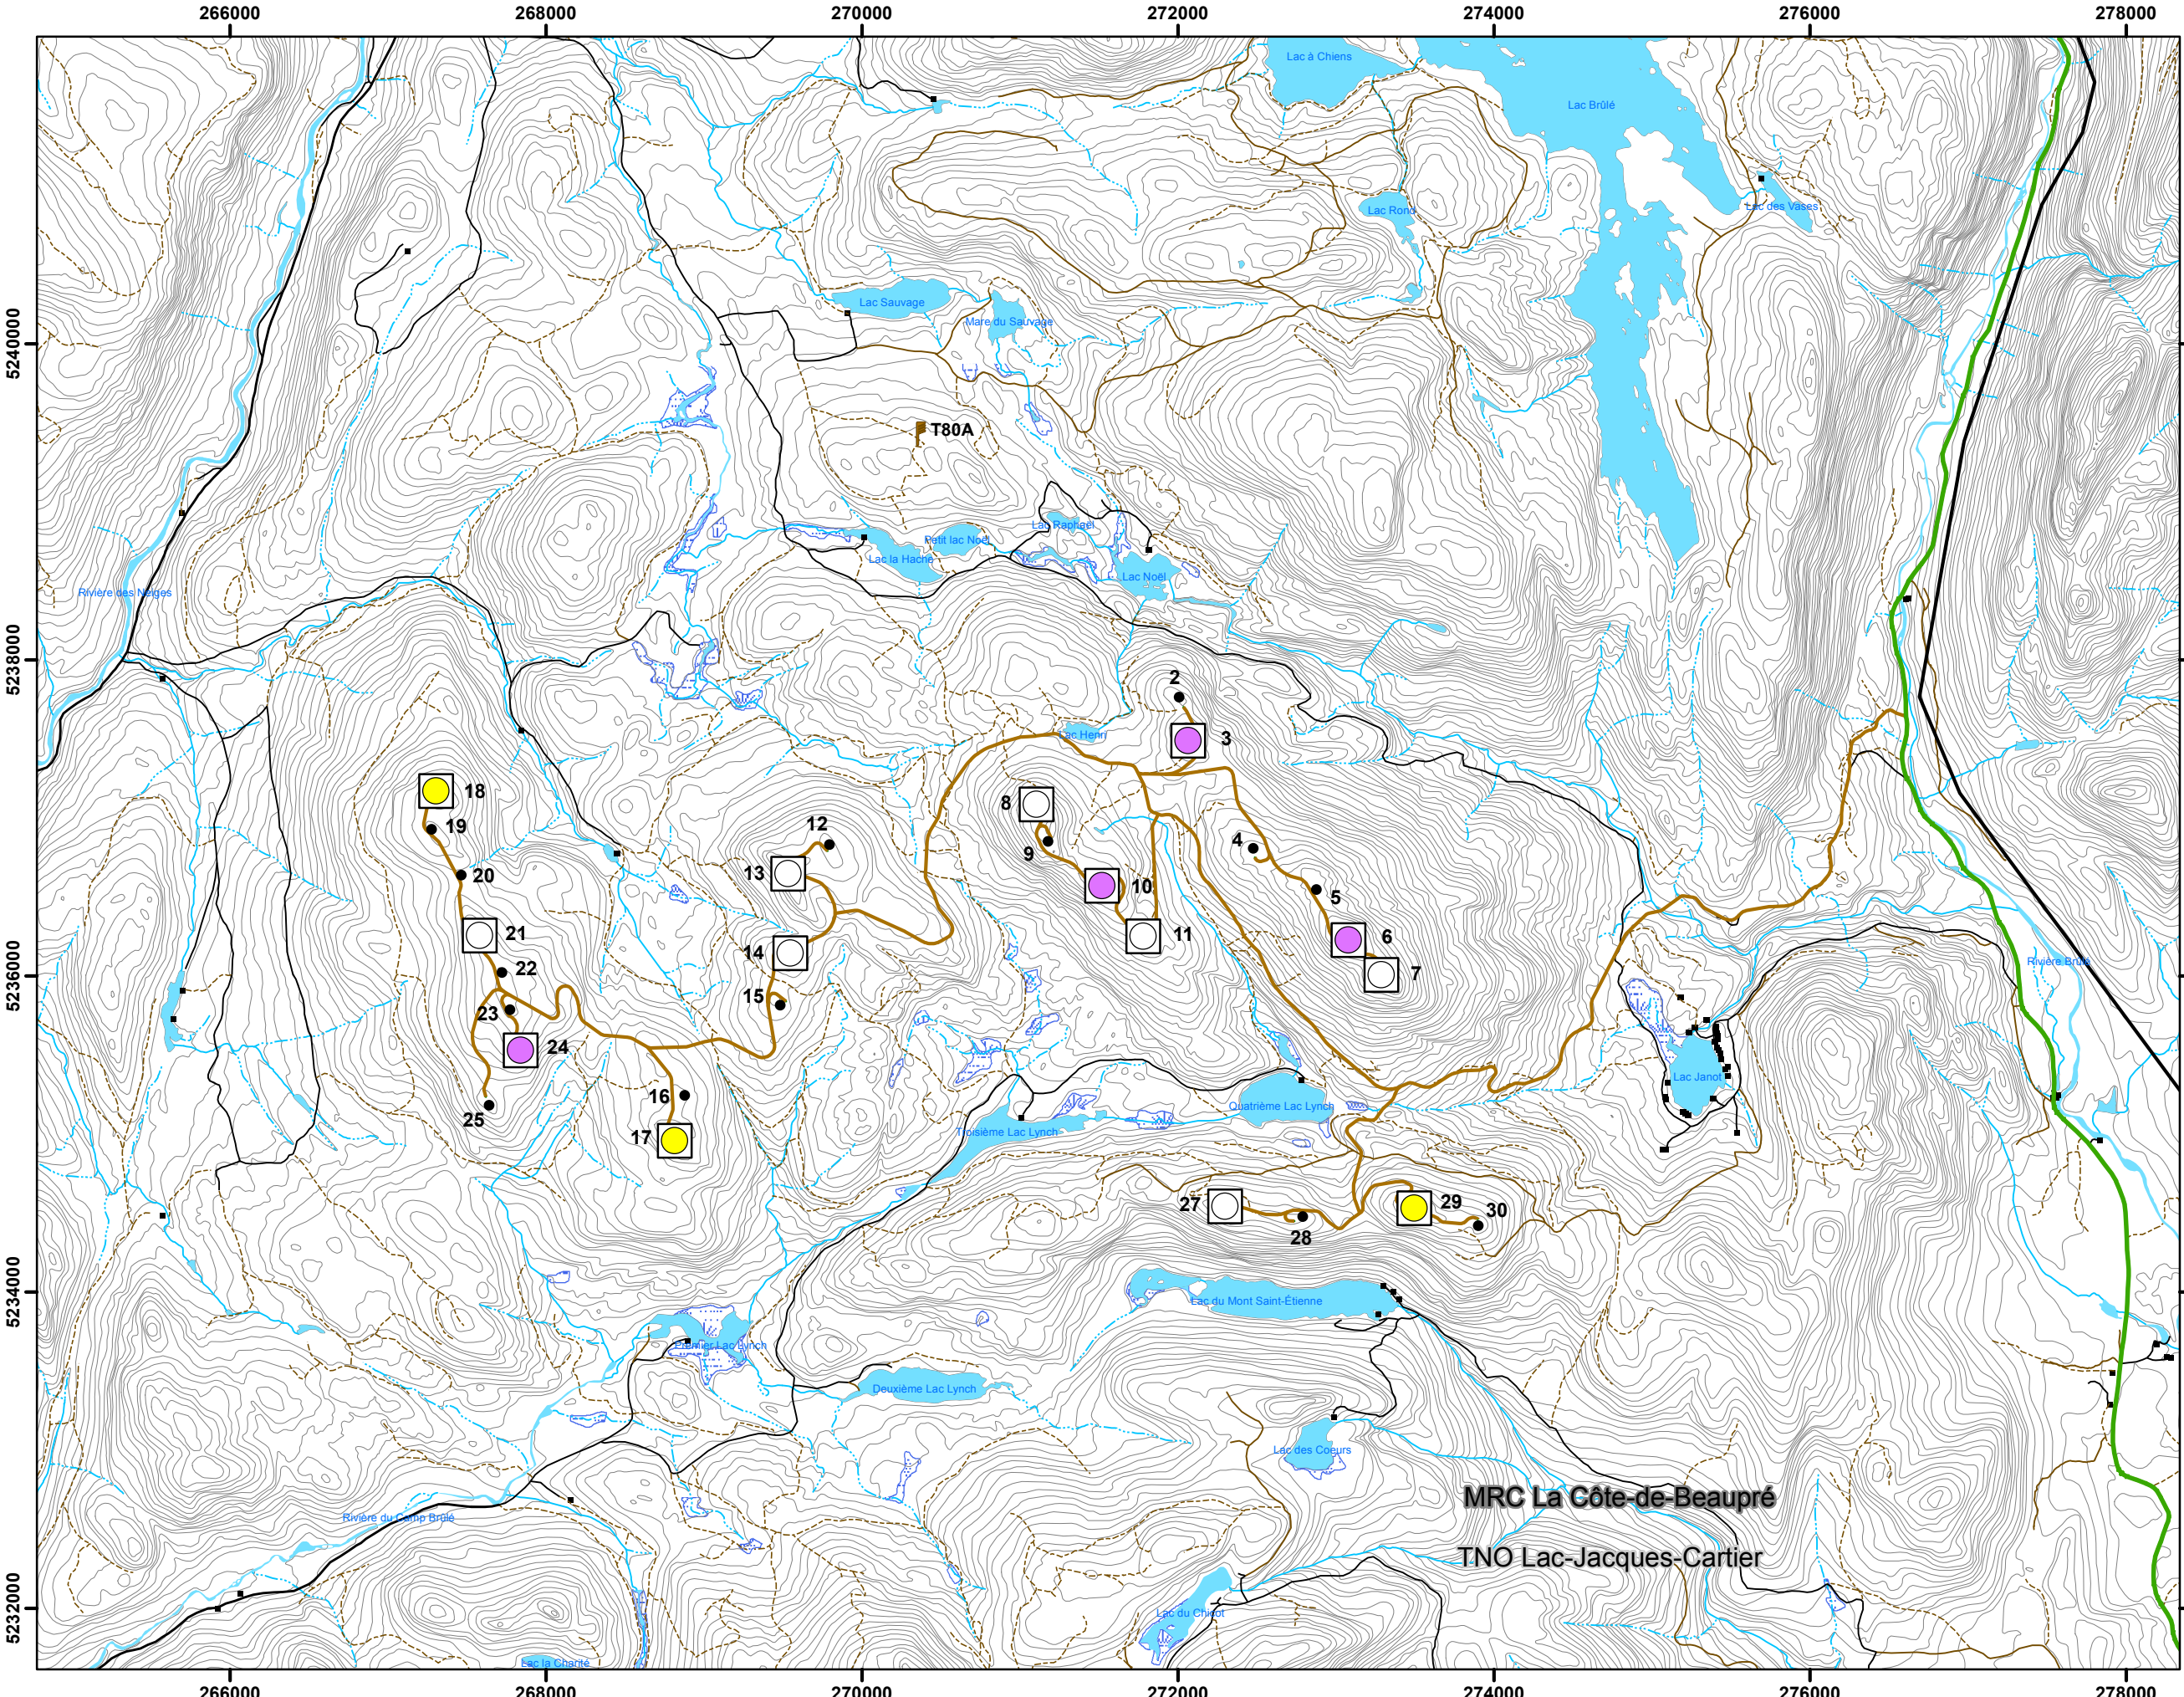 266000 268000 270000 272000 274000 276000 278000
Lac à Chiens
Lac Brûlé
Lac Rond
Lac des Vases
Lac Sauvage
Mare du Sauvage
5240000
T80A
Lac Raphaël
Petit lac Noël
Lac la Hache
Lac Noël
Rivière des Neiges
5238000
2
Lac Henri
3
18
8
19
12
4
9
13
20
10
5
21
11
6
14
7
22
Rivière Brûlé
5236000
15
23
24
Lac Janot
16
25
Quatrième Lac Lynch
Troisième Lac Lynch
17
27
29
30
28
5234000
Lac du Mont Saint-Étienne
Premier Lac Lynch
Deuxième Lac Lynch
Lac des Coeurs
MRC La Côte-de-Beaupré
Rivière du Camp Brûlé
TNO Lac-Jacques-Cartier
5232000
Lac du Chicot
Lac la Charité
266000 268000 270000 272000 274000 276000 278000